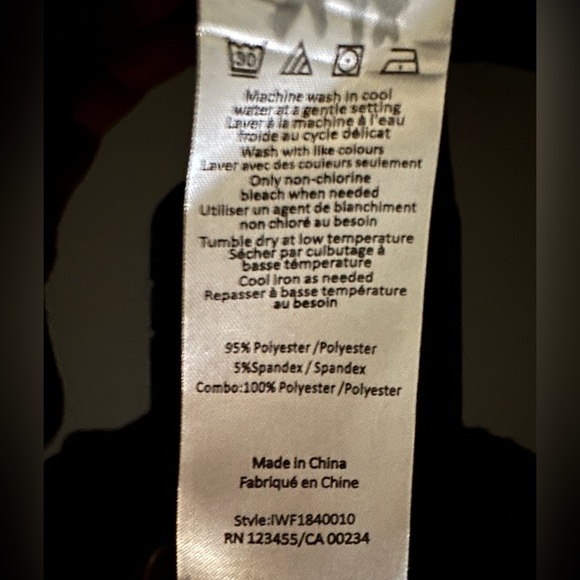 30
Machine wash in cool
water at a gentle setting
Laver à la machine à l'eau
froide au cycle délicat
Wash with like colours
Laver avec des couleurs seulement
Only non-chlorine
bleach when needed
Utiliser un agent de blanchiment
non chloré au besoin
Tumble dry at low temperature
Sécher par culbutage à
basse température
Cool iron as needed
Repasser à basse température
au besoin
95% Polyester /Polyester
5%Spandex / Spandex
Combo:100% Polyester /Polyester
Made in China
Fabriqué en Chine
Style:IWF1840010
RN 123455/CA 00234